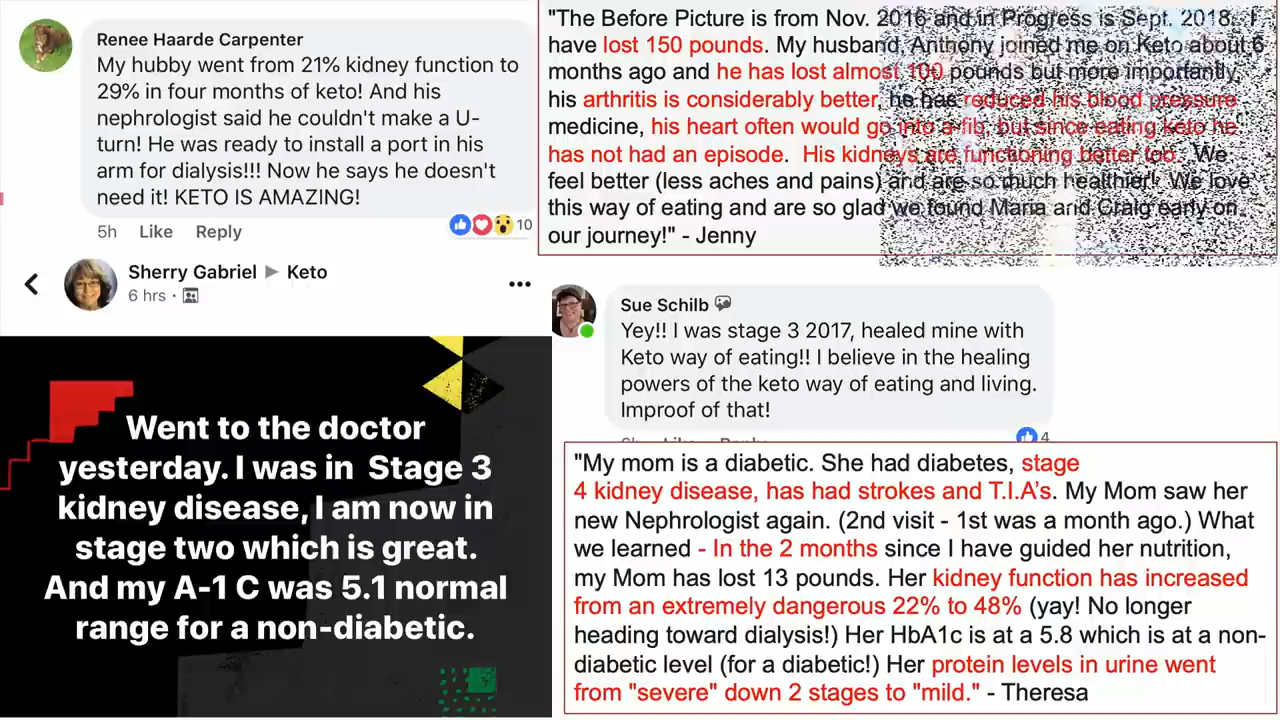 Renee Haarde Carpenter
My hubby went from 21% kidney function to
29% in four months of keto! And his
nephrologist said he couldn't make a U-
turn! He was ready to install a port in his
arm for dialysis!!! Now he says he doesn't
need it! KETO IS AMAZING!
5h Like Reply 10
Sherry Gabriel ▶ Keto
6 hrs ·
Went to the doctor
yesterday. I was in Stage 3
kidney disease, I am now in
stage two which is great.
And my A-1 C was 5.1 normal
range for a non-diabetic.
"The Before Picture is from Nov. 2016 and in Progress is Sept. 2018. I
have lost 150 pounds. My husband, Anthony joined me on Keto about 6
months ago and he has lost almost 100 pounds but more importantly,
his arthritis is considerably better, he has reduced his blood pressure
medicine, his heart often would go into a-fib, but since eating keto he
has not had an episode. His kidneys are functioning better too. We
feel better (less aches and pains) and are so much healthier! We love
this way of eating and are so glad we found Maria and Craig early on
our journey!" - Jenny
Sue Schilb
Yey!! I was stage 3 2017, healed mine with
Keto way of eating!! I believe in the healing
powers of the keto way of eating and living.
Improof of that!
Like Reply 4
"My mom is a diabetic. She had diabetes, stage
4 kidney disease, has had strokes and T.I.A's. My Mom saw her
new Nephrologist again. (2nd visit - 1st was a month ago.) What
we learned - In the 2 months since I have guided her nutrition,
my Mom has lost 13 pounds. Her kidney function has increased
from an extremely dangerous 22% to 48% (yay! No longer
heading toward dialysis!) Her HbA1c is at a 5.8 which is at a non-
diabetic level (for a diabetic!) Her protein levels in urine went
from "severe" down 2 stages to "mild." - Theresa